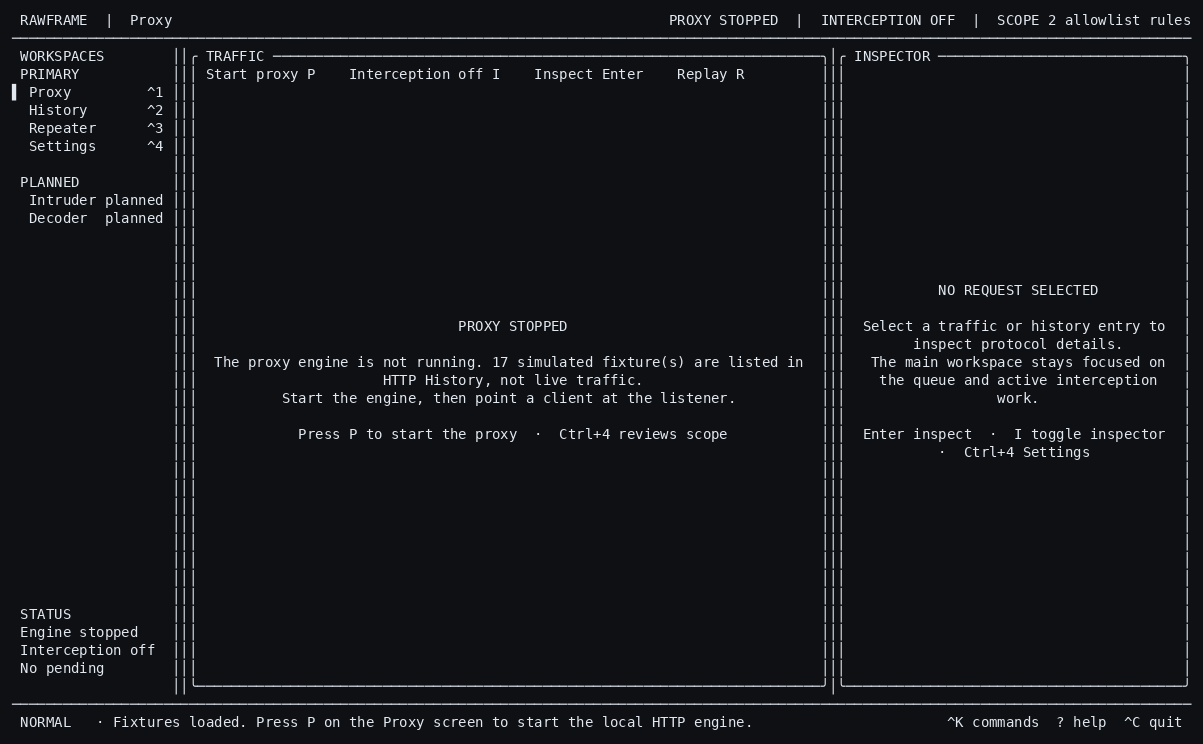 RAWFRAME | Proxy PROXY STOPPED | INTERCEPTION OFF | SCOPE 2 allowlist rules
WORKSPACES
PRIMARY
Proxy ^1
History ^2
Repeater ^3
Settings ^4
PLANNED
Intruder planned
Decoder planned
STATUS
Engine stopped
Interception off
No pending
TRAFFIC
Start proxy P Interception off I Inspect Enter Replay R
PROXY STOPPED
The proxy engine is not running. 17 simulated fixture(s) are listed in
HTTP History, not live traffic.
Start the engine, then point a client at the listener.
Press P to start the proxy · Ctrl+4 reviews scope
INSPECTOR
NO REQUEST SELECTED
Select a traffic or history entry to
inspect protocol details.
The main workspace stays focused on
the queue and active interception
work.
Enter inspect · I toggle inspector
· Ctrl+4 Settings
NORMAL · Fixtures loaded. Press P on the Proxy screen to start the local HTTP engine. ^K commands ? help ^C quit